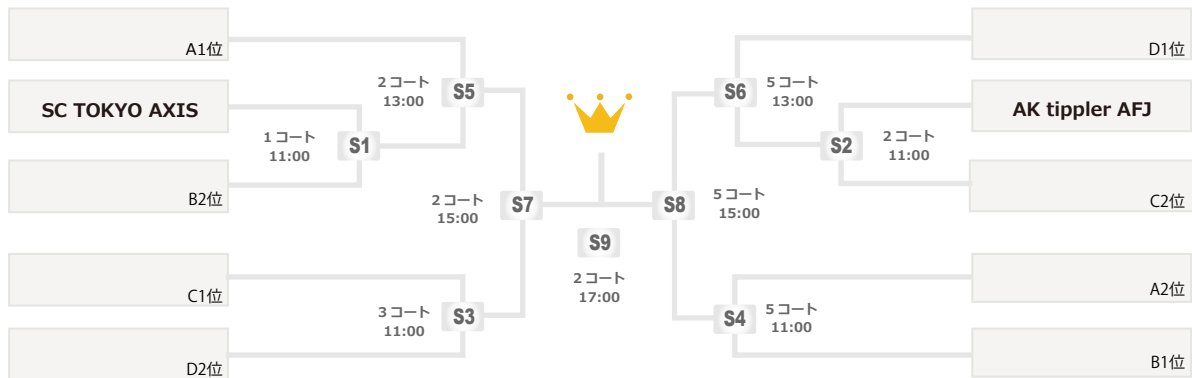 A1位
SC TOKYO AXIS
B2位
C1位
D2位
2コート
13:00
S5
1コート
11:00
S1
2コート
15:00
S7
3コート
11:00
S3
S9
2コート
17:00
S6
5コート
13:00
S2
2コート
11:00
S8
5コート
15:00
S4
5コート
11:00
D1位
AK tippler AFJ
C2位
A2位
B1位